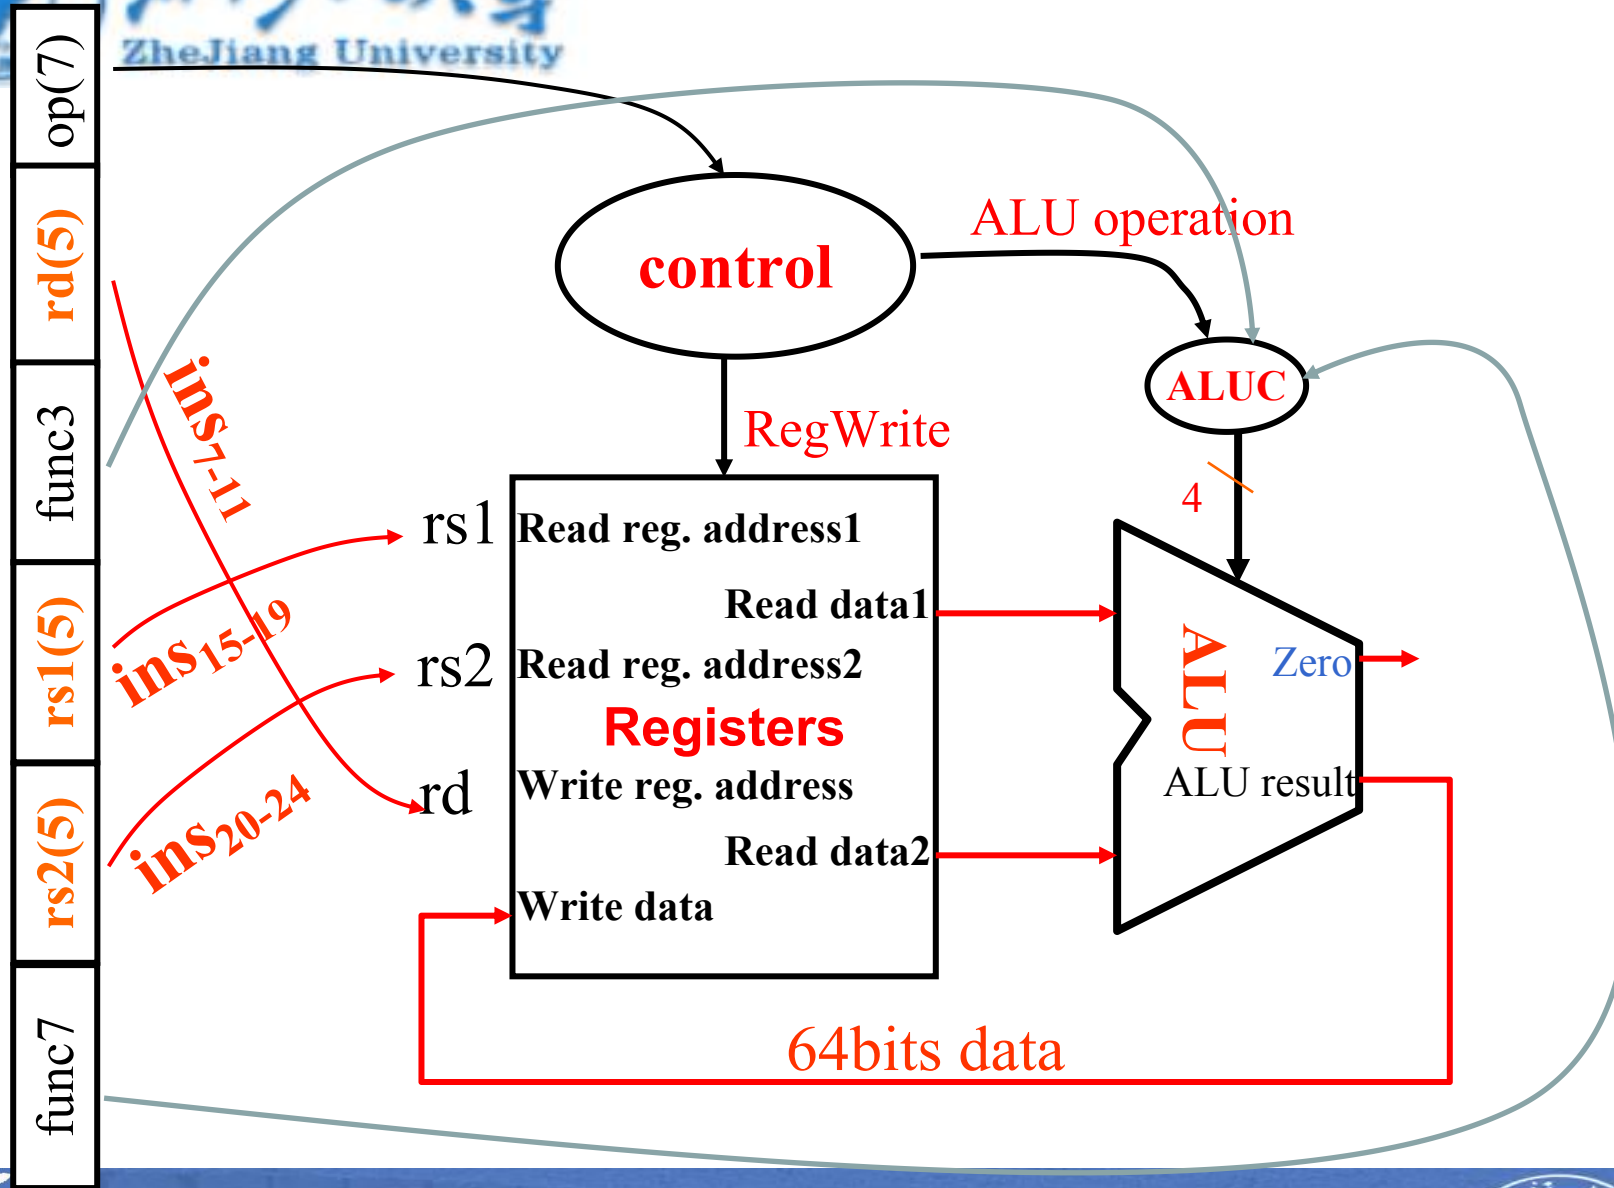 ZheJiang University
op(7)
rd(5)
func3
rs1(5)
rs2(5)
func7
ins7-11
ins15-19
ins20-24
control
ALU operation
ALUC
RegWrite
4
rs1
Read reg. address1
Read data1
rs2
Read reg. address2
Registers
rd
Write reg. address
Read data2
Write data
ALU
Zero
ALU result
64bits data